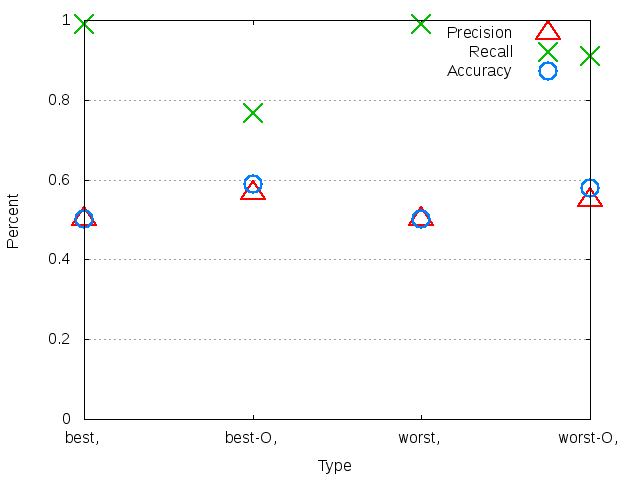 1
Precision
Recall
Accuracy
0.8
0.6
Percent
0.4
0.2
0
best, best-O, worst, worst-O,
Type